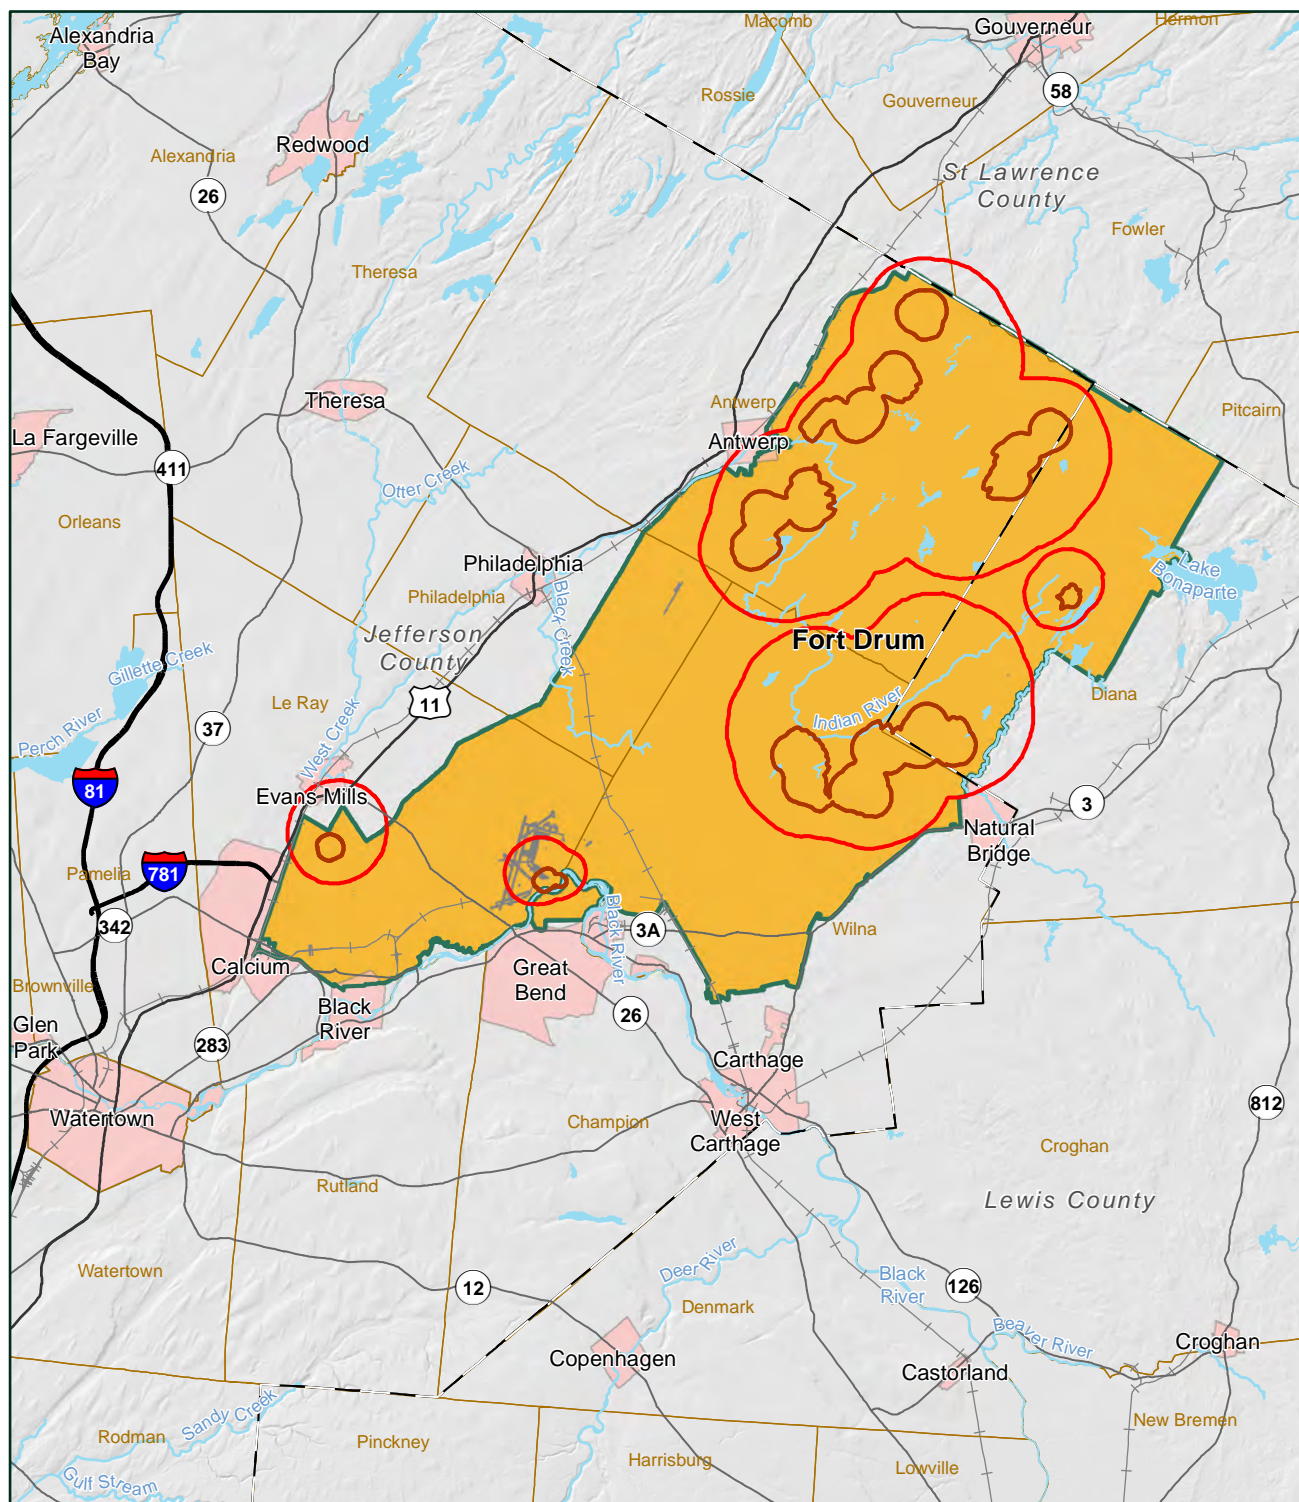 Alexandria
Bay
Macomb
Gouverneur
Hermon
58
Rossie
Gouverneur
Redwood
Alexandria
26
St Lawrence
County
Fowler
Theresa
Theresa
Antwerp
Pitcairn
La Fargeville
Antwerp
411
Otter Creek
Orleans
Philadelphia
Philadelphia
Black Creek
Lake
Bonaparte
Jefferson
County
Fort Drum
Gillette Creek
Le Ray
11
Diana
Perch River
37
West Creek
Indian River
81
Evans Mills
3
Natural
Bridge
Pamelia
781
342
Black River
3A
Wilna
Calcium
Great
Bend
Brownville
Black
River
26
Glen
Park
283
Carthage
Watertown
Champion
West
Carthage
812
Croghan
Rutland
Lewis County
Watertown
Deer River
Black
River
12
126
Denmark
Beaver River
Copenhagen
Castorland
Croghan
Sandy Creek
Rodman
Pinckney
New Bremen
Harrisburg
Lowville
Gulf Stream